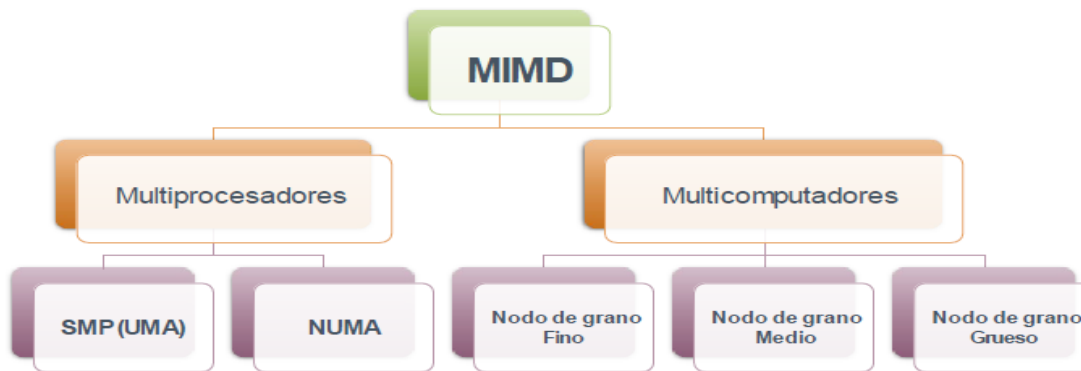 MIMD
Multiprocesadores
Multicomputadores
SMP (UMA)
NUMA
Nodo de grano
Fino
Nodo de grano
Medio
Nodo de grano
Grueso